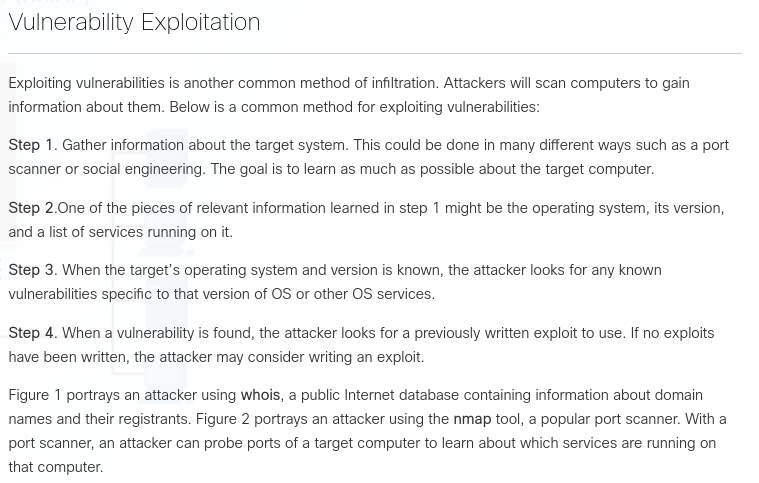 Vulnerability Exploitation
Exploiting vulnerabilities is another common method of infiltration. Attackers will scan computers to gain
information about them. Below is a common method for exploiting vulnerabilities:
Step 1. Gather information about the target system. This could be done in many different ways such as a port
scanner or social engineering. The goal is to learn as much as possible about the target computer.
Step 2.One of the pieces of relevant information learned in step 1 might be the operating system, its version,
and a list of services running on it.
Step 3. When the target's operating system and version is known, the attacker looks for any known
vulnerabilities specific to that version of OS or other OS services.
Step 4. When a vulnerability is found, the attacker looks for a previously written exploit to use. If no exploits
have been written, the attacker may consider writing an exploit.
Figure 1 portrays an attacker using whois, a public Internet database containing information about domain
names and their registrants. Figure 2 portrays an attacker using the nmap tool, a popular port scanner. With a
port scanner, an attacker can probe ports of a target computer to learn about which services are running on
that computer.